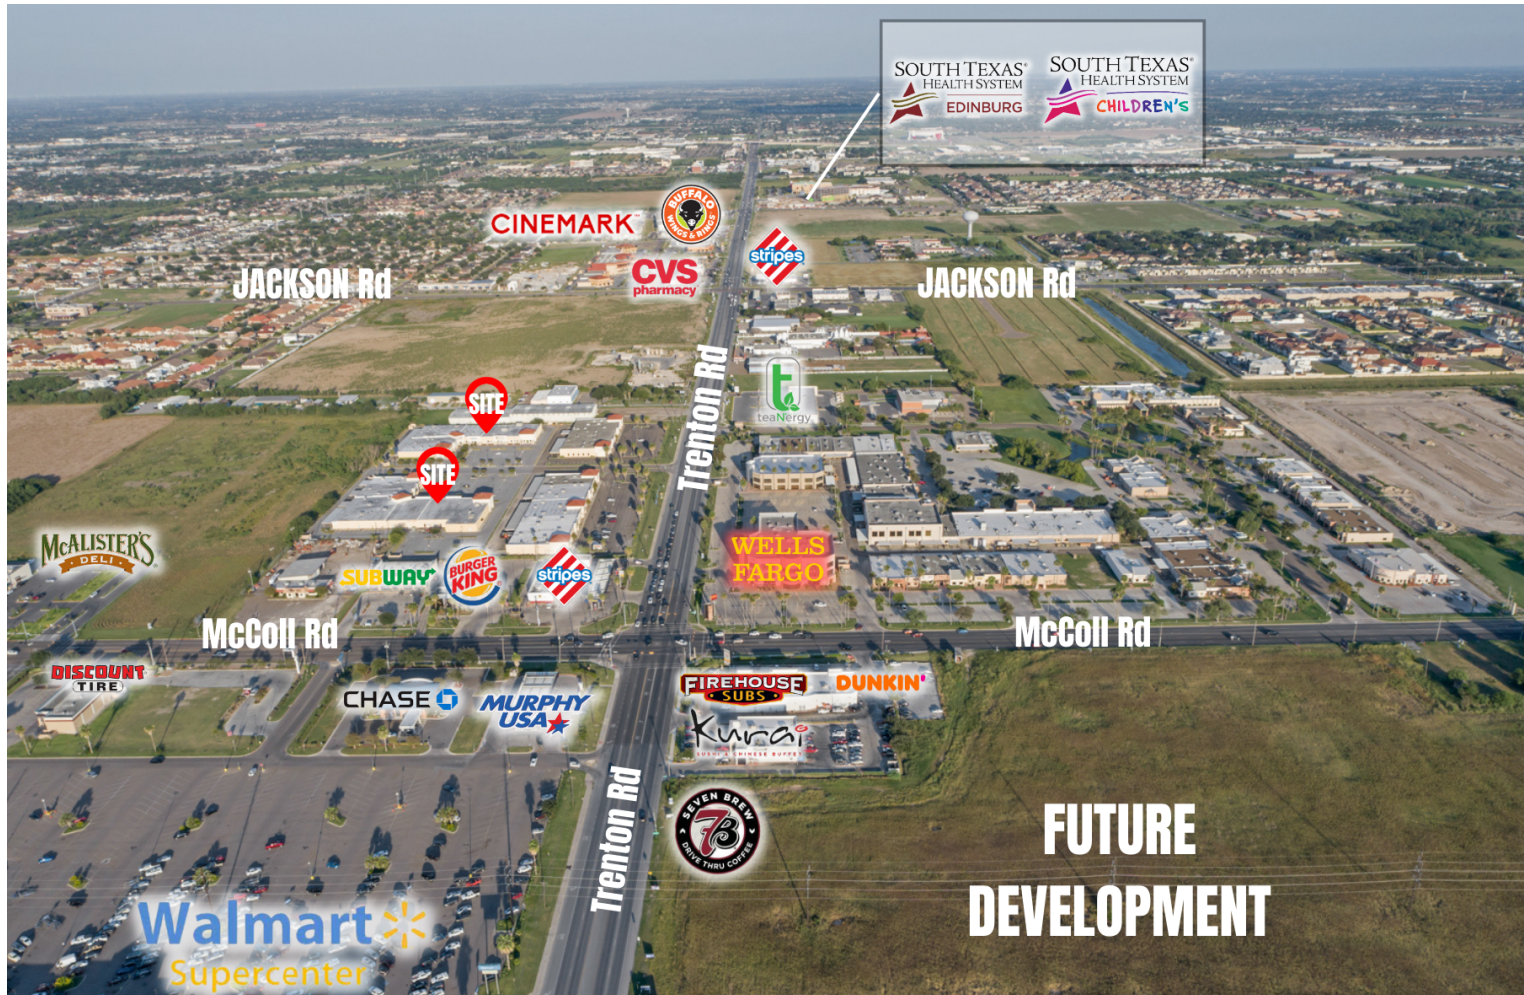 SOUTH TEXAS
HEALTH SYSTEM
EDINBURG
SOUTH TEXAS
HEALTH SYSTEM
CHILDREN'S
CINEMARK
BUFFALO
WINGS & RINGS
stripes
CVS
pharmacy
JACKSON Rd
JACKSON Rd
Trenton Rd
t
teaNergy
SITE
SITE
McALISTER'S
DELI
SUBWAY
BURGER
KING
stripes
WELLS
FARGO
McColl Rd
McColl Rd
DISCOUNT
TIRE
CHASE
MURPHY
USA
FIREHOUSE
SUBS
DUNKIN'
Kurai
SUSHI & CHINESE BUFFET
Trenton Rd
SEVEN BREW
7B
DRIVE THRU COFFEE
FUTURE
DEVELOPMENT
Walmart
Supercenter